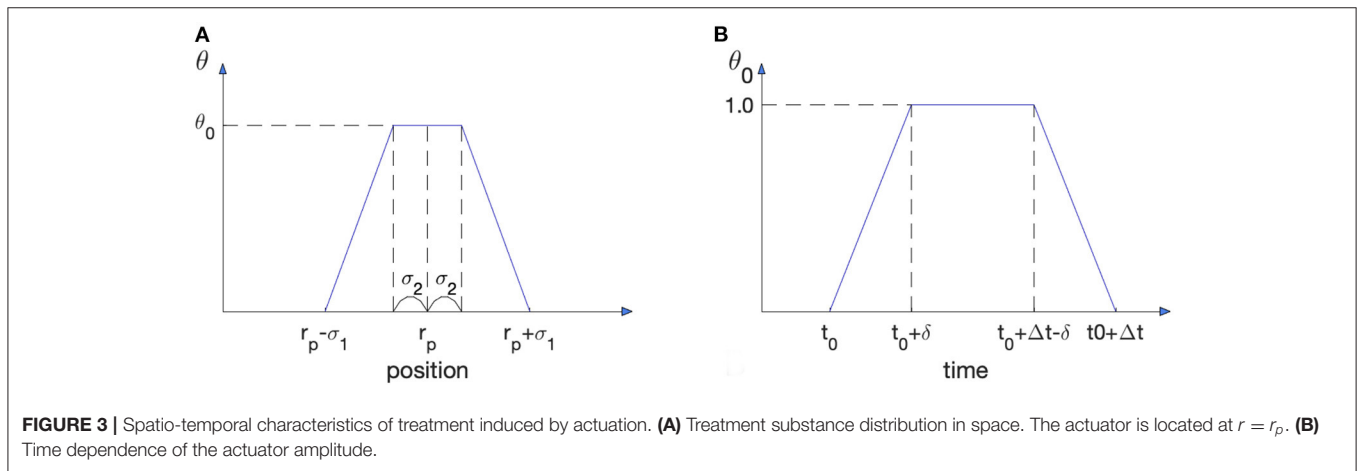 A
θ
θ0
σ2 σ2
rp-σ1 rp rp+σ1
position
B
θ0
1.0
t0 t0+δ t0+Δt-δ t0+Δt
time
FIGURE 3 | Spatio-temporal characteristics of treatment induced by actuation. (A) Treatment substance distribution in space. The actuator is located at r = rp. (B)
Time dependence of the actuator amplitude.